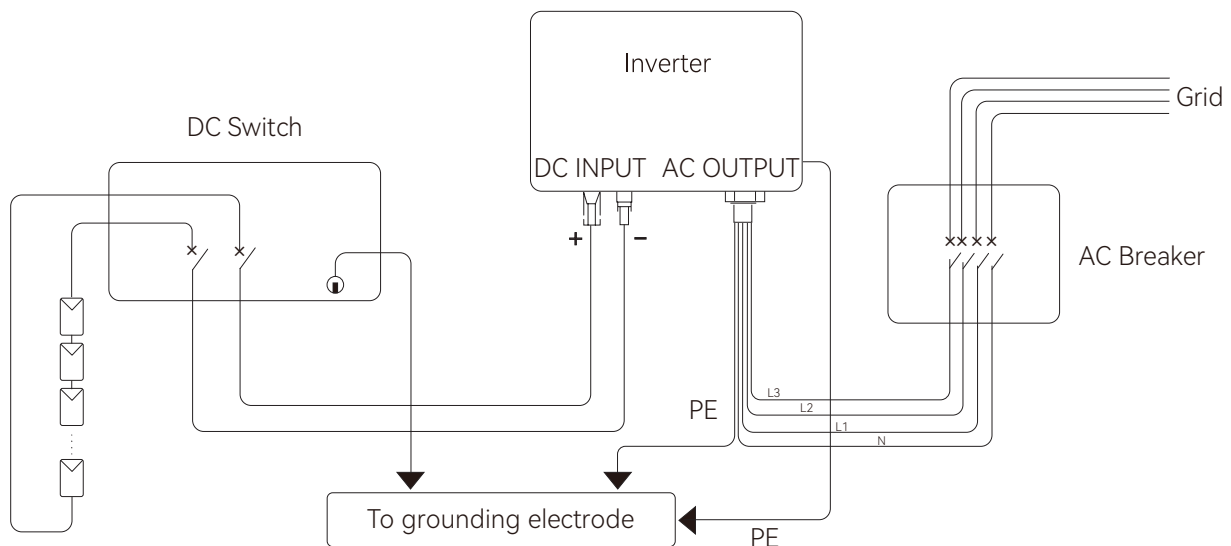 Inverter
Grid
DC Switch
DC INPUT AC OUTPUT
+ −
AC Breaker
L3
PE
L2
L1
N
To grounding electrode
PE